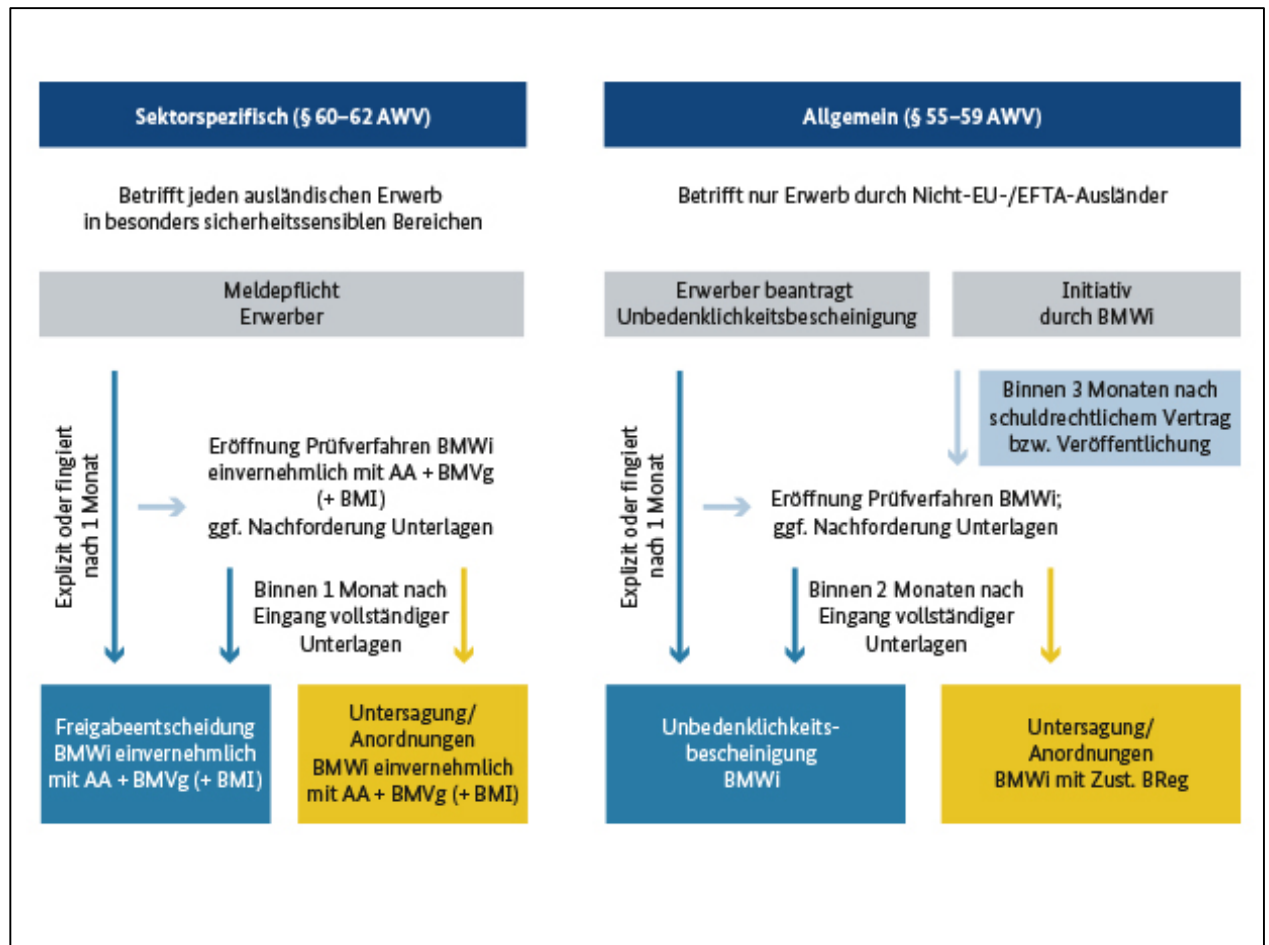 Sektorspezifisch (§ 60–62 AWV)
Betrifft jeden ausländischen Erwerb
in besonders sicherheitssensiblen Bereichen
Meldepflicht
Erwerber
Explizit oder fingiert
nach 1 Monat
Eröffnung Prüfverfahren BMWi
einvernehmlich mit AA + BMVg
(+ BMI)
ggf. Nachforderung Unterlagen
Binnen 1 Monat nach
Eingang vollständiger
Unterlagen
Freigabeentscheidung
BMWi einvernehmlich
mit AA + BMVg (+ BMI)
Untersagung/
Anordnungen
BMWi einvernehmlich
mit AA + BMVg (+ BMI)
Allgemein (§ 55–59 AWV)
Betrifft nur Erwerb durch Nicht-EU-/EFTA-Ausländer
Erwerber beantragt
Unbedenklichkeitsbescheinigung
Initiativ
durch BMWi
Binnen 3 Monaten nach
schuldrechtlichem Vertrag
bzw. Veröffentlichung
Explizit oder fingiert
nach 1 Monat
Eröffnung Prüfverfahren BMWi;
ggf. Nachforderung Unterlagen
Binnen 2 Monaten nach
Eingang vollständiger
Unterlagen
Unbedenklichkeits-
bescheinigung
BMWi
Untersagung/
Anordnungen
BMWi mit Zust. BReg